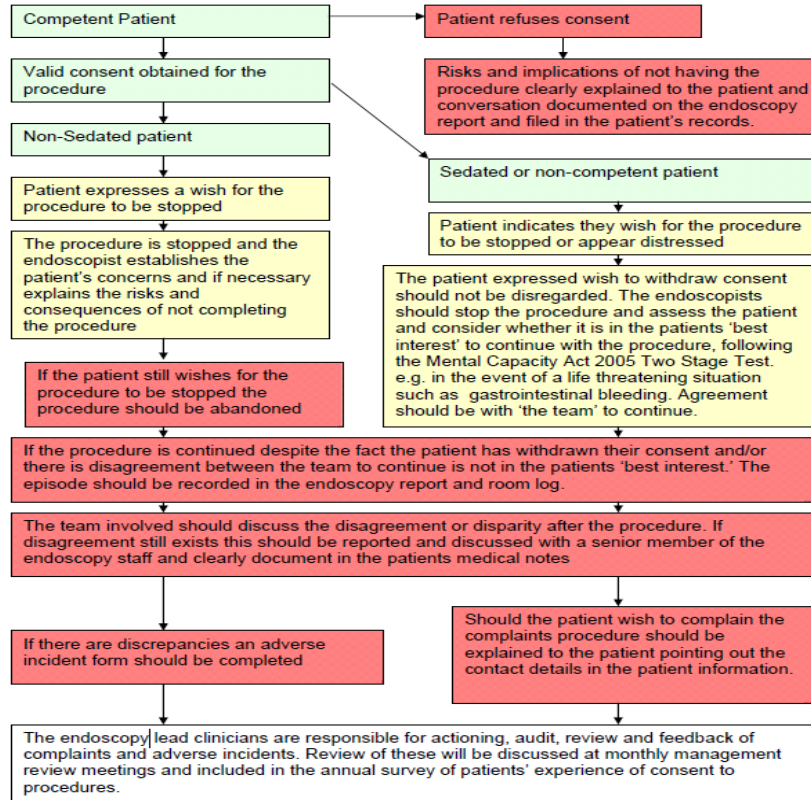 Competent Patient
Patient refuses consent
Valid consent obtained for the
procedure
Risks and implications of not having the
procedure clearly explained to the patient and
conversation documented on the endoscopy
report and filed in the patient's records.
Non-Sedated patient
Sedated or non-competent patient
Patient expresses a wish for the
procedure to be stopped
Patient indicates they wish for the procedure
to be stopped or appear distressed
The procedure is stopped and the
endoscopist establishes the
patient's concerns and if necessary
explains the risks and
consequences of not completing
the procedure
The patient expressed wish to withdraw consent
should not be disregarded. The endoscopists
should stop the procedure and assess the patient
and consider whether it is in the patients 'best
interest' to continue with the procedure, following
the Mental Capacity Act 2005 Two Stage Test.
e.g. in the event of a life threatening situation
such as  gastrointestinal bleeding. Agreement
should be with 'the team' to continue.
If the patient still wishes for the
procedure to be stopped the
procedure should be abandoned
If the procedure is continued despite the fact the patient has withdrawn their consent and/or
there is disagreement between the team to continue is not in the patients 'best interest.' The
episode should be recorded in the endoscopy report and room log.
The team involved should discuss the disagreement or disparity after the procedure. If
disagreement still exists this should be reported and discussed with a senior member of the
endoscopy staff and clearly document in the patients medical notes
If there are discrepancies an adverse
incident form should be completed
Should the patient wish to complain the
complaints procedure should be
explained to the patient pointing out the
contact details in the patient information.
The endoscopy lead clinicians are responsible for actioning, audit, review and feedback of
complaints and adverse incidents. Review of these will be discussed at monthly management
review meetings and included in the annual survey of patients' experience of consent to
procedures.